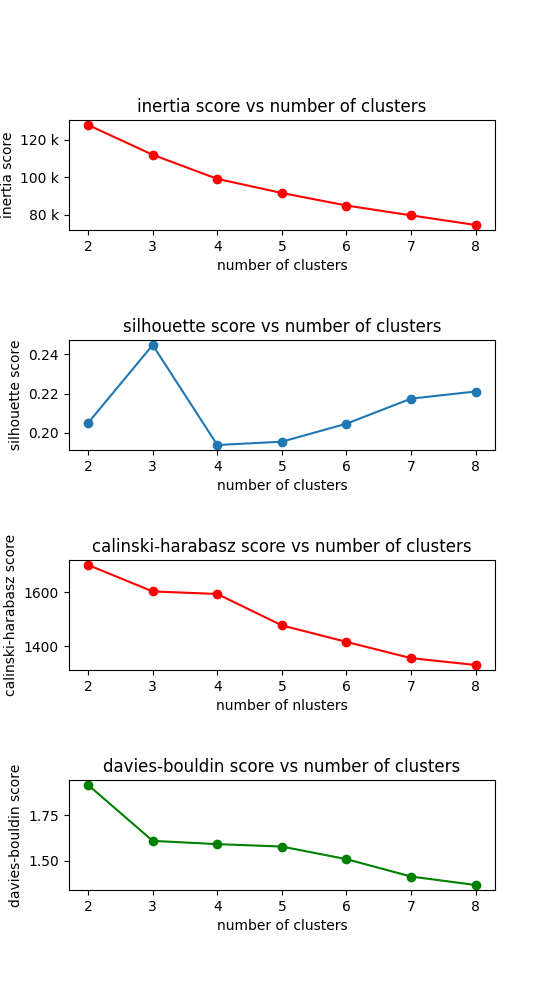 inertia score vs number of clusters
inertia score
120 k
100 k
80 k
2 3 4 5 6 7 8
number of clusters
silhouette score vs number of clusters
silhouette score
0.24
0.22
0.20
2 3 4 5 6 7 8
number of clusters
calinski-harabasz score vs number of clusters
calinski-harabasz score
1600
1400
2 3 4 5 6 7 8
number of nlusters
davies-bouldin score vs number of clusters
davies-bouldin score
1.75
1.50
2 3 4 5 6 7 8
number of clusters